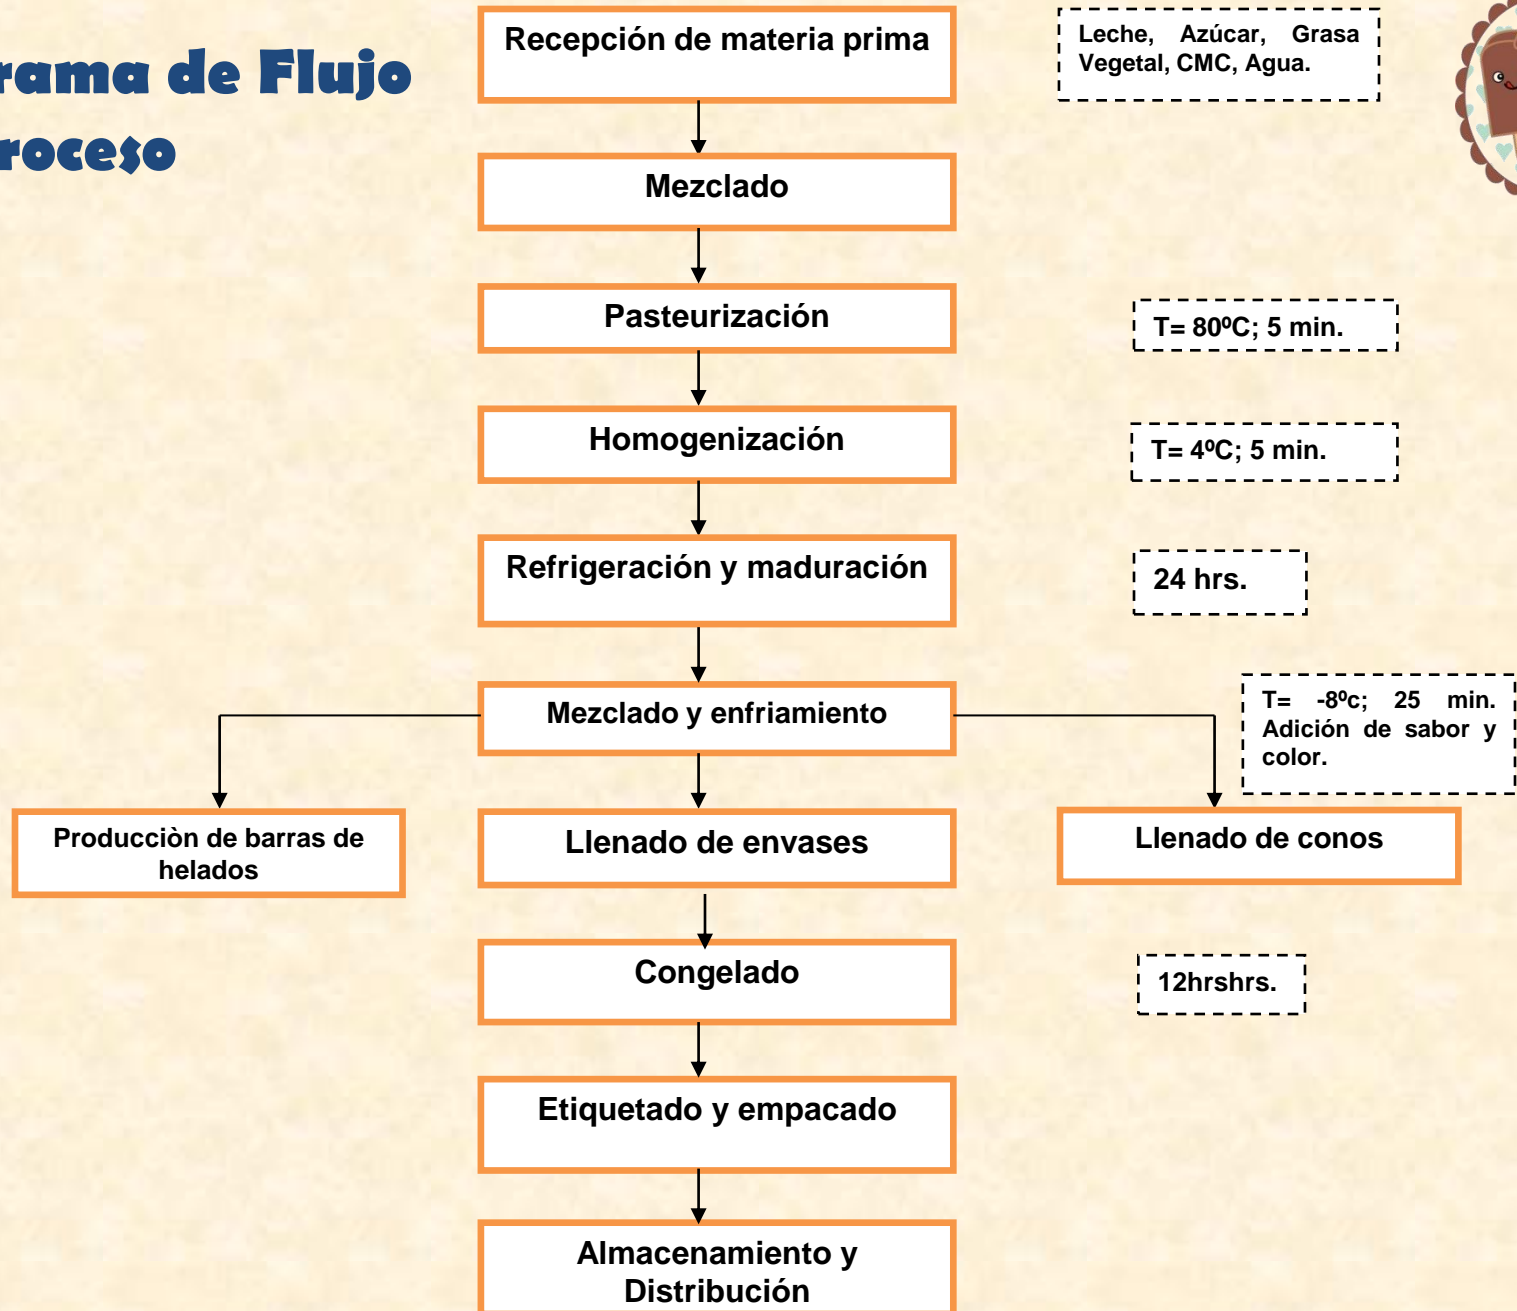 rama de Flujo
roceso
Recepción de materia prima
Leche, Azúcar, Grasa
Vegetal, CMC, Agua.
Mezclado
Pasteurización
T= 80ºC; 5 min.
Homogenización
T= 4ºC; 5 min.
Refrigeración y maduración
24 hrs.
Mezclado y enfriamiento
T= -8ºc; 25 min.
Adición de sabor y
color.
Producciòn de barras de
helados
Llenado de envases
Llenado de conos
Congelado
12hrshrs.
Etiquetado y empacado
Almacenamiento y
Distribución